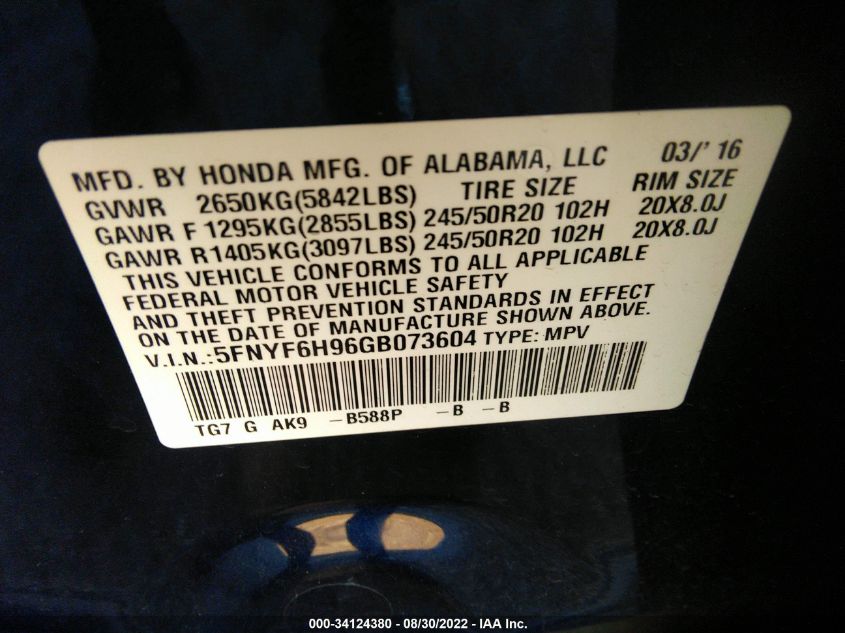 MFD. BY HONDA MFG. OF ALABAMA, LLC 03/'16
GVWR 2650KG(5842LBS) TIRE SIZE RIM SIZE
GAWR F 1295KG(2855LBS) 245/50R20 102H 20X8.0J
GAWR R1405KG(3097LBS) 245/50R20 102H 20X8.0J
THIS VEHICLE CONFORMS TO ALL APPLICABLE
FEDERAL MOTOR VEHICLE SAFETY
AND THEFT PREVENTION STANDARDS IN EFFECT
ON THE DATE OF MANUFACTURE SHOWN ABOVE.
V.I.N.:5FNYF6H96GB073604 TYPE: MPV
TG7 G AK9 -B588P -B -B
000-34124380 - 08/30/2022 - IAA Inc.